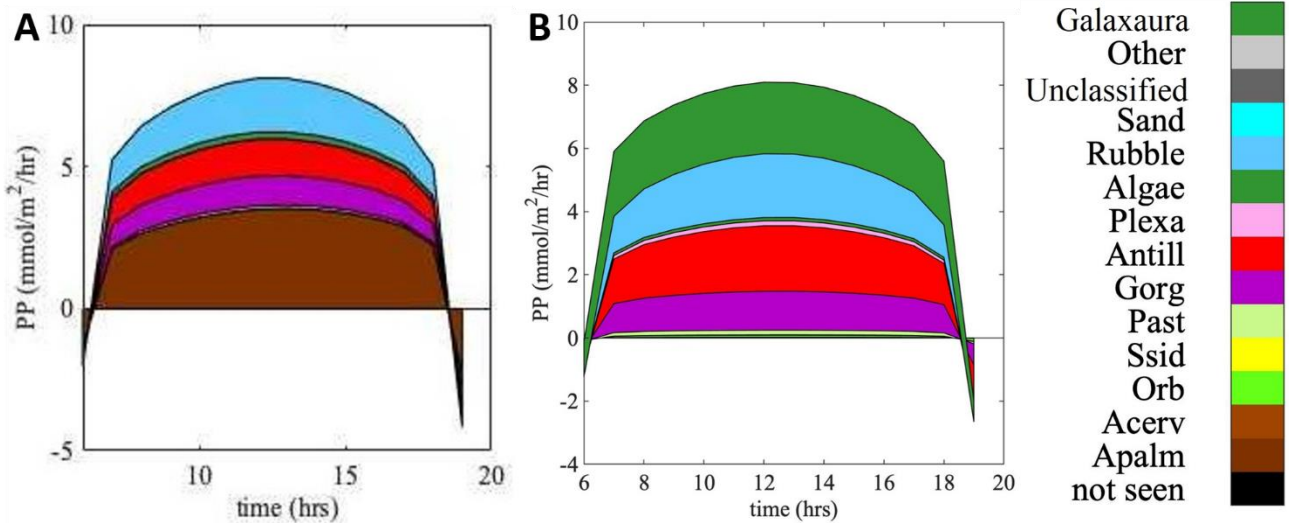 A
PP (mmol/m²/hr)
10
5
0
-5
10
15
20
time (hrs)
B
PP (mmol/m²/hr)
10
8
6
4
2
0
-2
-4
6
8
10
12
14
16
18
20
time (hrs)
Galaxaura
Other
Unclassified
Sand
Rubble
Algae
Plexa
Antill
Gorg
Past
Ssid
Orb
Acerv
Apalm
not seen